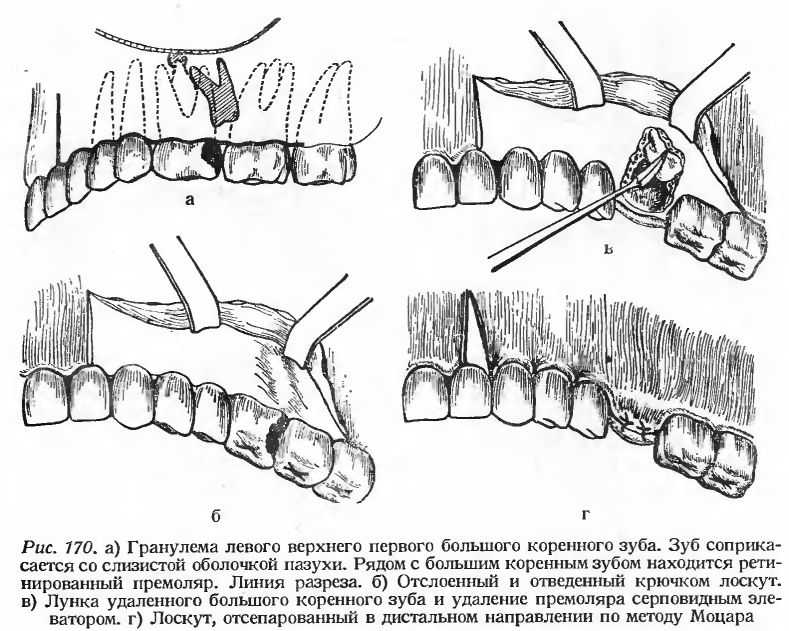 а
в
б
г
Рис. 170. а) Гранулема левого верхнего первого большого коренного зуба. Зуб соприка-
сается со слизистой оболочкой пазухи. Рядом с большим коренным зубом находится рети-
нированный премоляр. Линия разреза. б) Отслоенный и отведенный крючком лоскут.
в) Лунка удаленного большого коренного зуба и удаление премоляра серповидным эле-
ватором. г) Лоскут, отсепарованный в дистальном направлении по методу Моцара